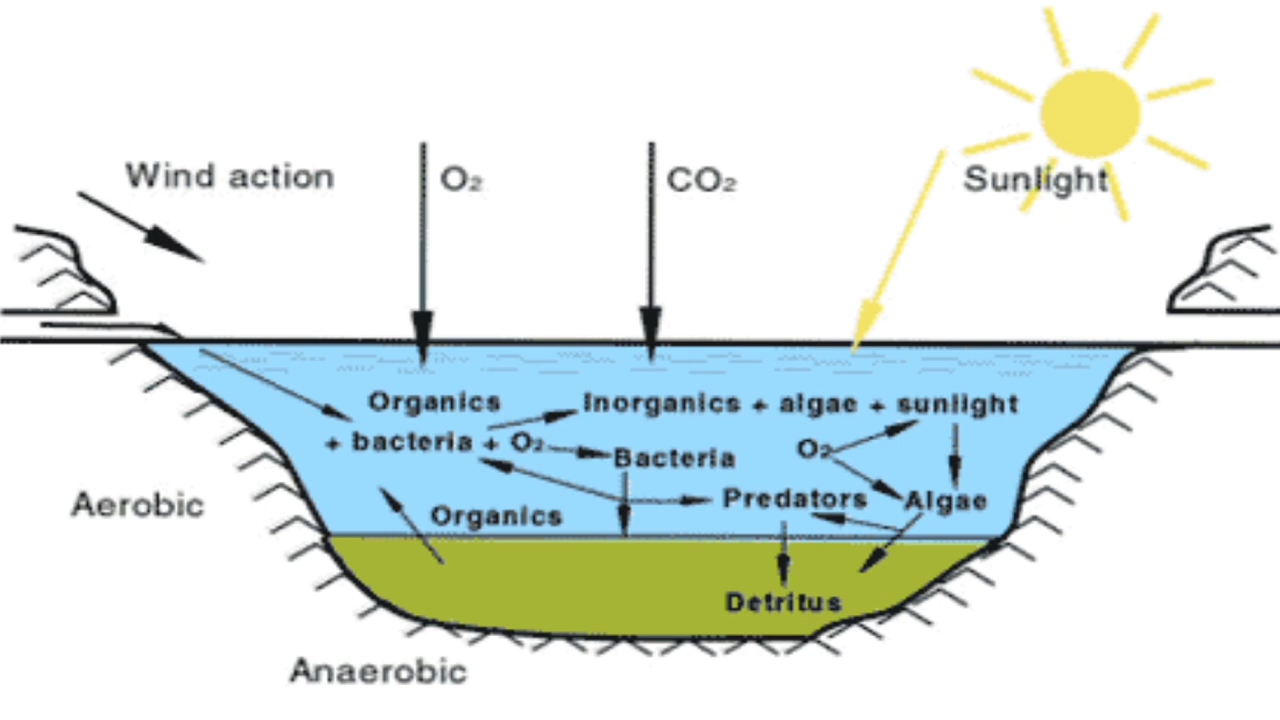 Wind action
O₂
CO₂
Sunlight
Organics
Inorganics + algae + sunlight
+ bacteria + O₂
O₂
Bacteria
Predators
Algae
Aerobic
Organics
Detritus
Anaerobic